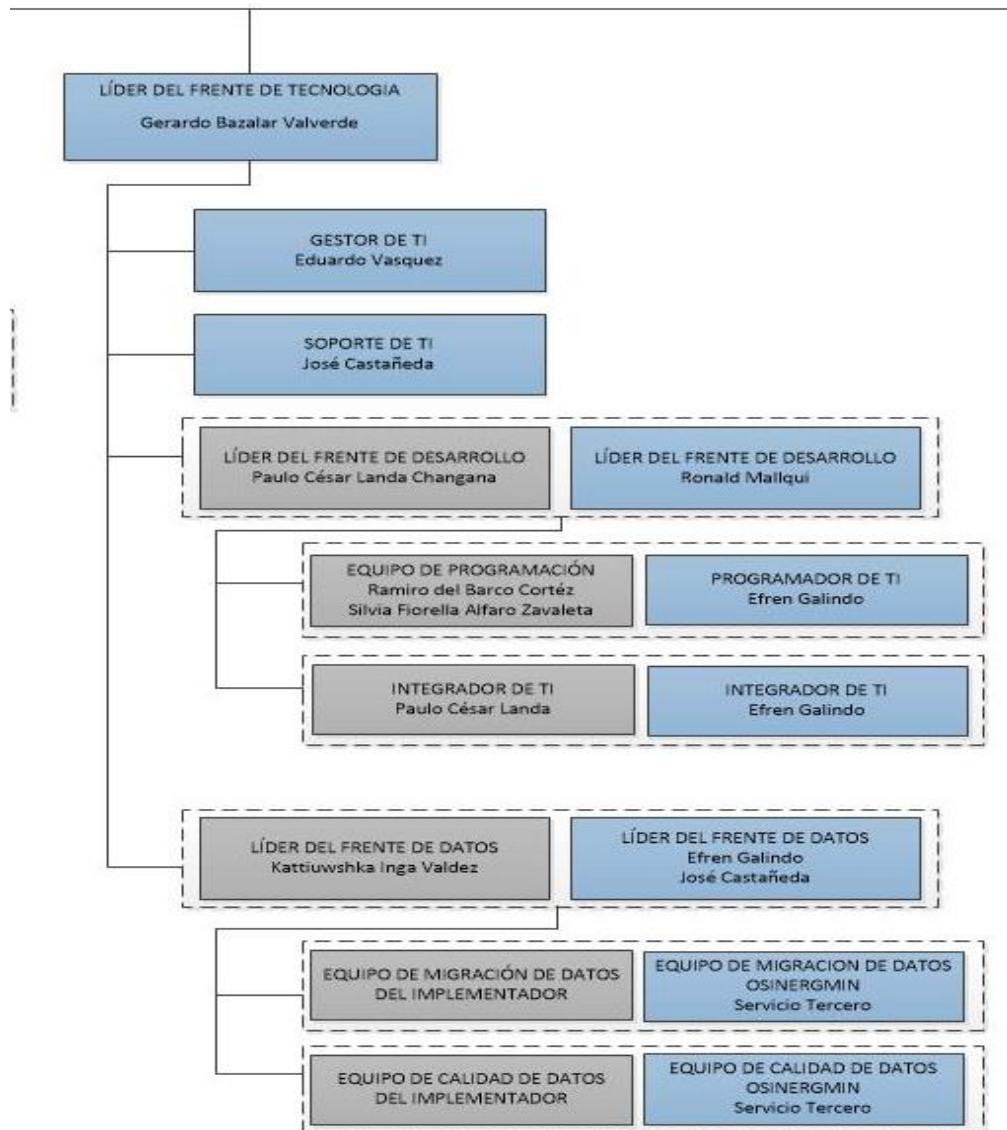 LÍDER DEL FRENTE DE TECNOLOGIA
Gerardo Bazalar Valverde
GESTOR DE TI
Eduardo Vasquez
SOPORTE DE TI
José Castañeda
LÍDER DEL FRENTE DE DESARROLLO
Paulo César Landa Changana
LÍDER DEL FRENTE DE DESARROLLO
Ronald Mallqui
EQUIPO DE PROGRAMACIÓN
Ramiro del Barco Cortéz
Silvia Fiorella Alfaro Zavaleta
PROGRAMADOR DE TI
Efren Galindo
INTEGRADOR DE TI
Paulo César Landa
INTEGRADOR DE TI
Efren Galindo
LÍDER DEL FRENTE DE DATOS
Kattiuwshka Inga Valdez
LÍDER DEL FRENTE DE DATOS
Efren Galindo
José Castañeda
EQUIPO DE MIGRACIÓN DE DATOS
DEL IMPLEMENTADOR
EQUIPO DE MIGRACION DE DATOS
OSINERGMIN
Servicio Tercero
EQUIPO DE CALIDAD DE DATOS
DEL IMPLEMENTADOR
EQUIPO DE CALIDAD DE DATOS
OSINERGMIN
Servicio Tercero